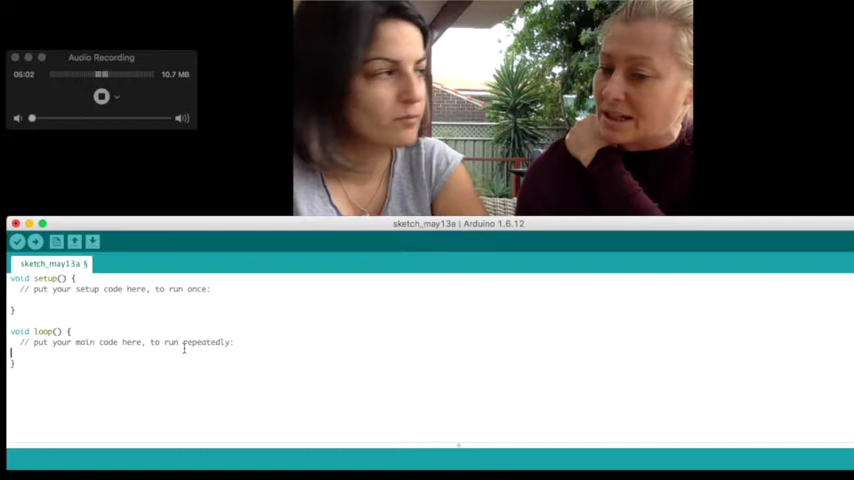 Audio Recording
05:02
10.7 MB
sketch_may13a | Arduino 1.6.12
sketch_may13a §
void setup() {
// put your setup code here, to run once:
}
void loop() {
// put your main code here, to run repeatedly:
}